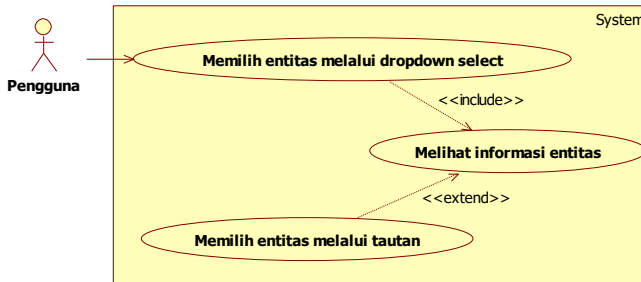 System
Memilih entitas melalui dropdown select
Pengguna
<<include>>
Melihat informasi entitas
<<extend>>
Memilih entitas melalui tautan